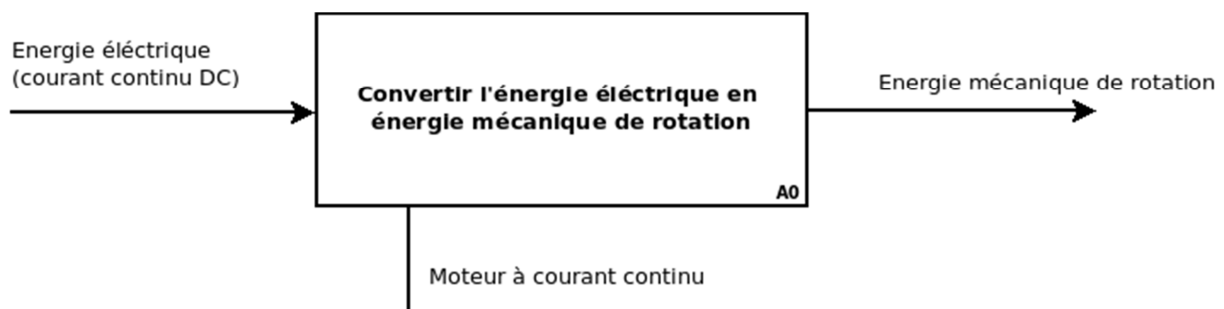 Energie éléctrique
(courant continu DC)
Convertir l'énergie éléctrique en
énergie mécanique de rotation
Energie mécanique de rotation
A0
Moteur à courant continu